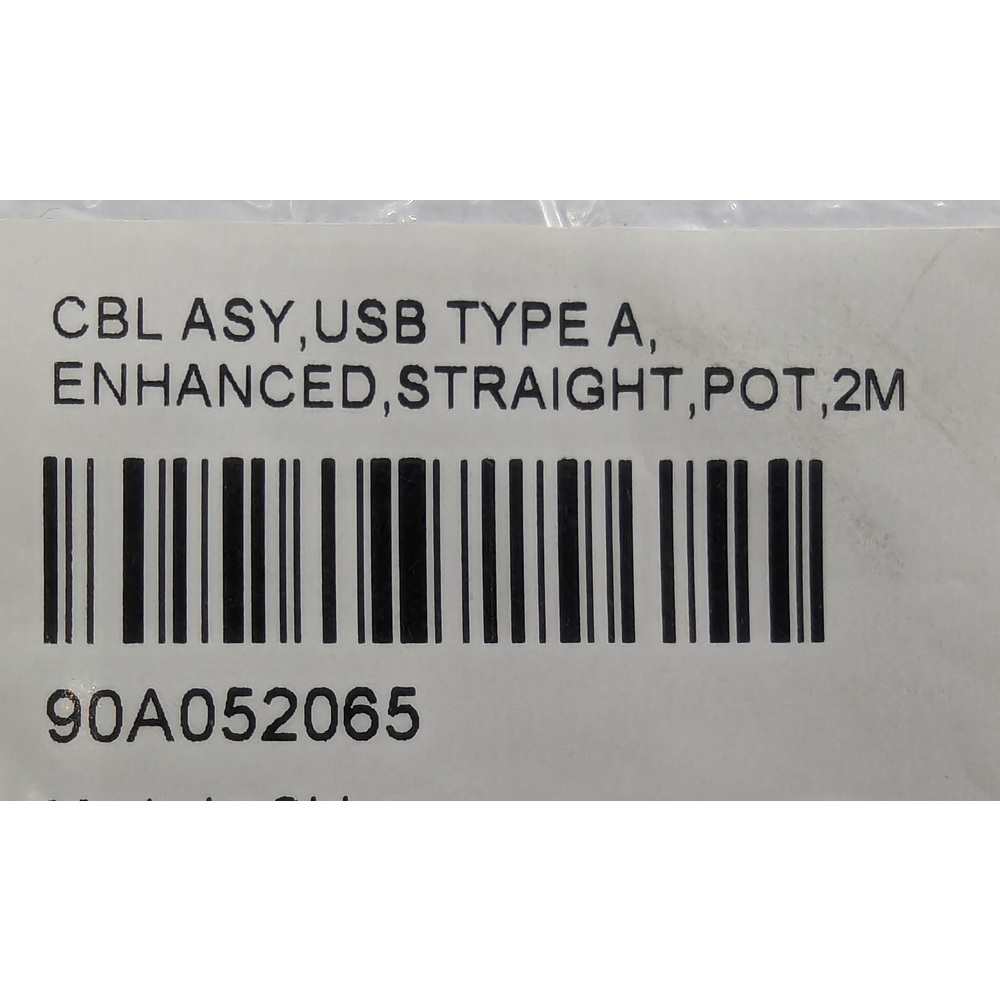 CBL ASY,USB TYPE A,
ENHANCED,STRAIGHT,POT,2M
90A052065